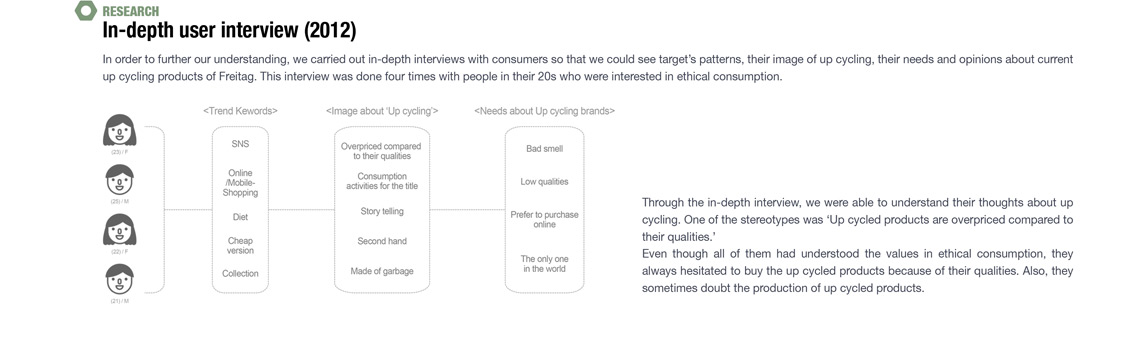 RESEARCH
In-depth user interview (2012)
In order to further our understanding, we carried out in-depth interviews with consumers so that we could see target's patterns, their image of up cycling, their needs and opinions about current
up cycling products of Freitag. This interview was done four times with people in their 20s who were interested in ethical consumption.
<Trend Kewords>
SNS
Online
/Mobile-
Shopping
Diet
Cheap
version
Collection
<Image about 'Up cycling'>
Overpriced compared
to their qualities
Consumption
activities for the title
Story telling
Second hand
Made of garbage
<Needs about Up cycling brands>
Bad smell
Low qualities
Prefer to purchase
online
The only one
in the world
(23) / F
(25) / M
(22) / F
(21) / M
Through the in-depth interview, we were able to understand their thoughts about up
cycling. One of the stereotypes was 'Up cycled products are overpriced compared to
their qualities.'
Even though all of them had understood the values in ethical consumption, they
always hesitated to buy the up cycled products because of their qualities. Also, they
sometimes doubt the production of up cycled products.